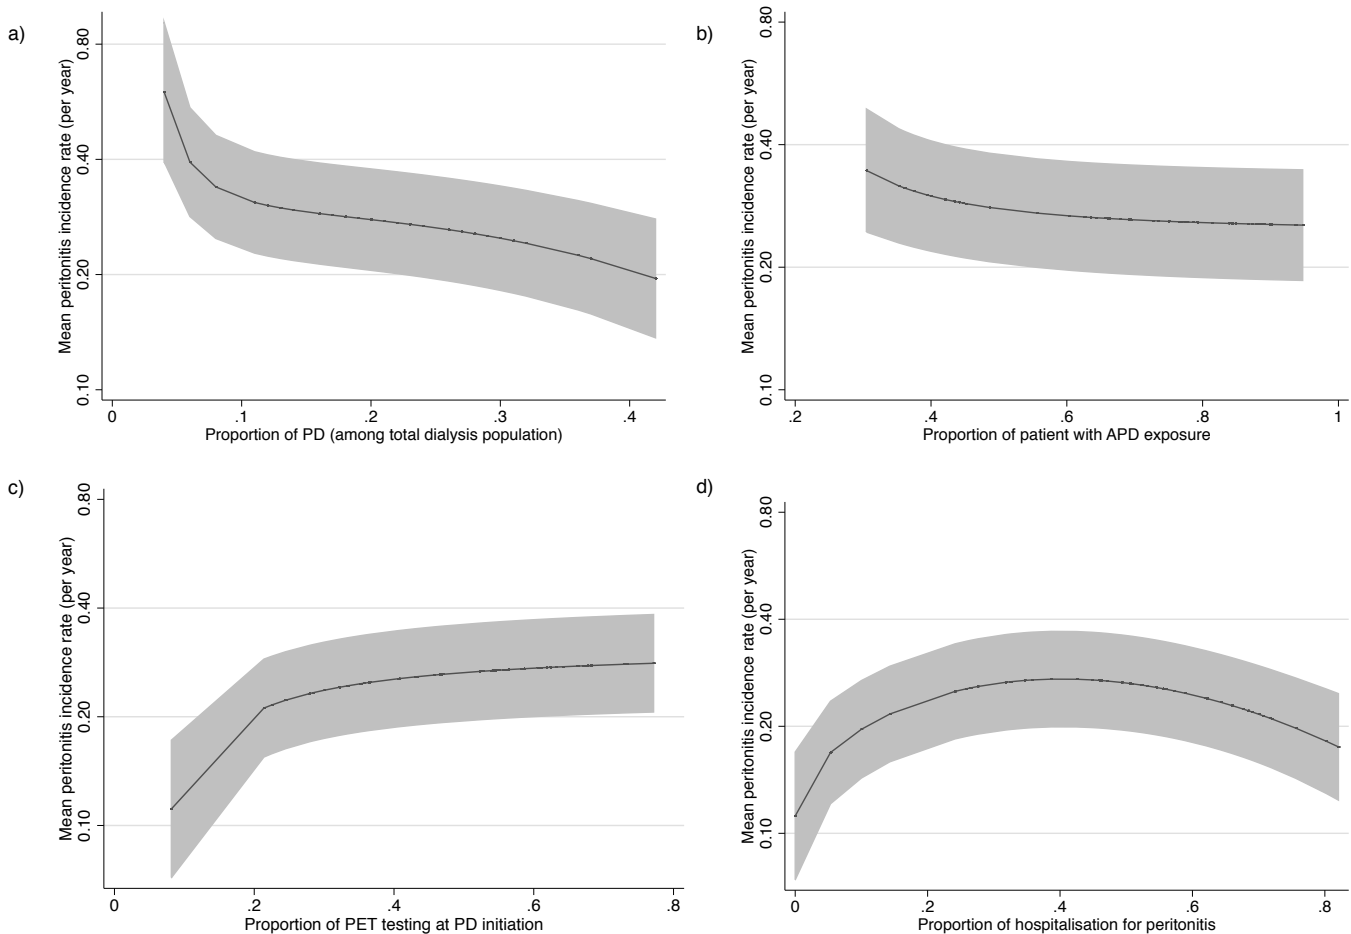 a)
Mean peritonitis incidence rate (per year)
0.80
0.40
0.20
0.10
0 .1 .2 .3 .4
Proportion of PD (among total dialysis population)
b)
Mean peritonitis incidence rate (per year)
0.80
0.40
0.20
0.10
.2 .4 .6 .8 1
Proportion of patient with APD exposure
c)
Mean peritonitis incidence rate (per year)
0.80
0.40
0.20
0.10
0 .2 .4 .6 .8
Proportion of PET testing at PD initiation
d)
Mean peritonitis incidence rate (per year)
0.80
0.40
0.20
0.10
0 .2 .4 .6 .8
Proportion of hospitalisation for peritonitis